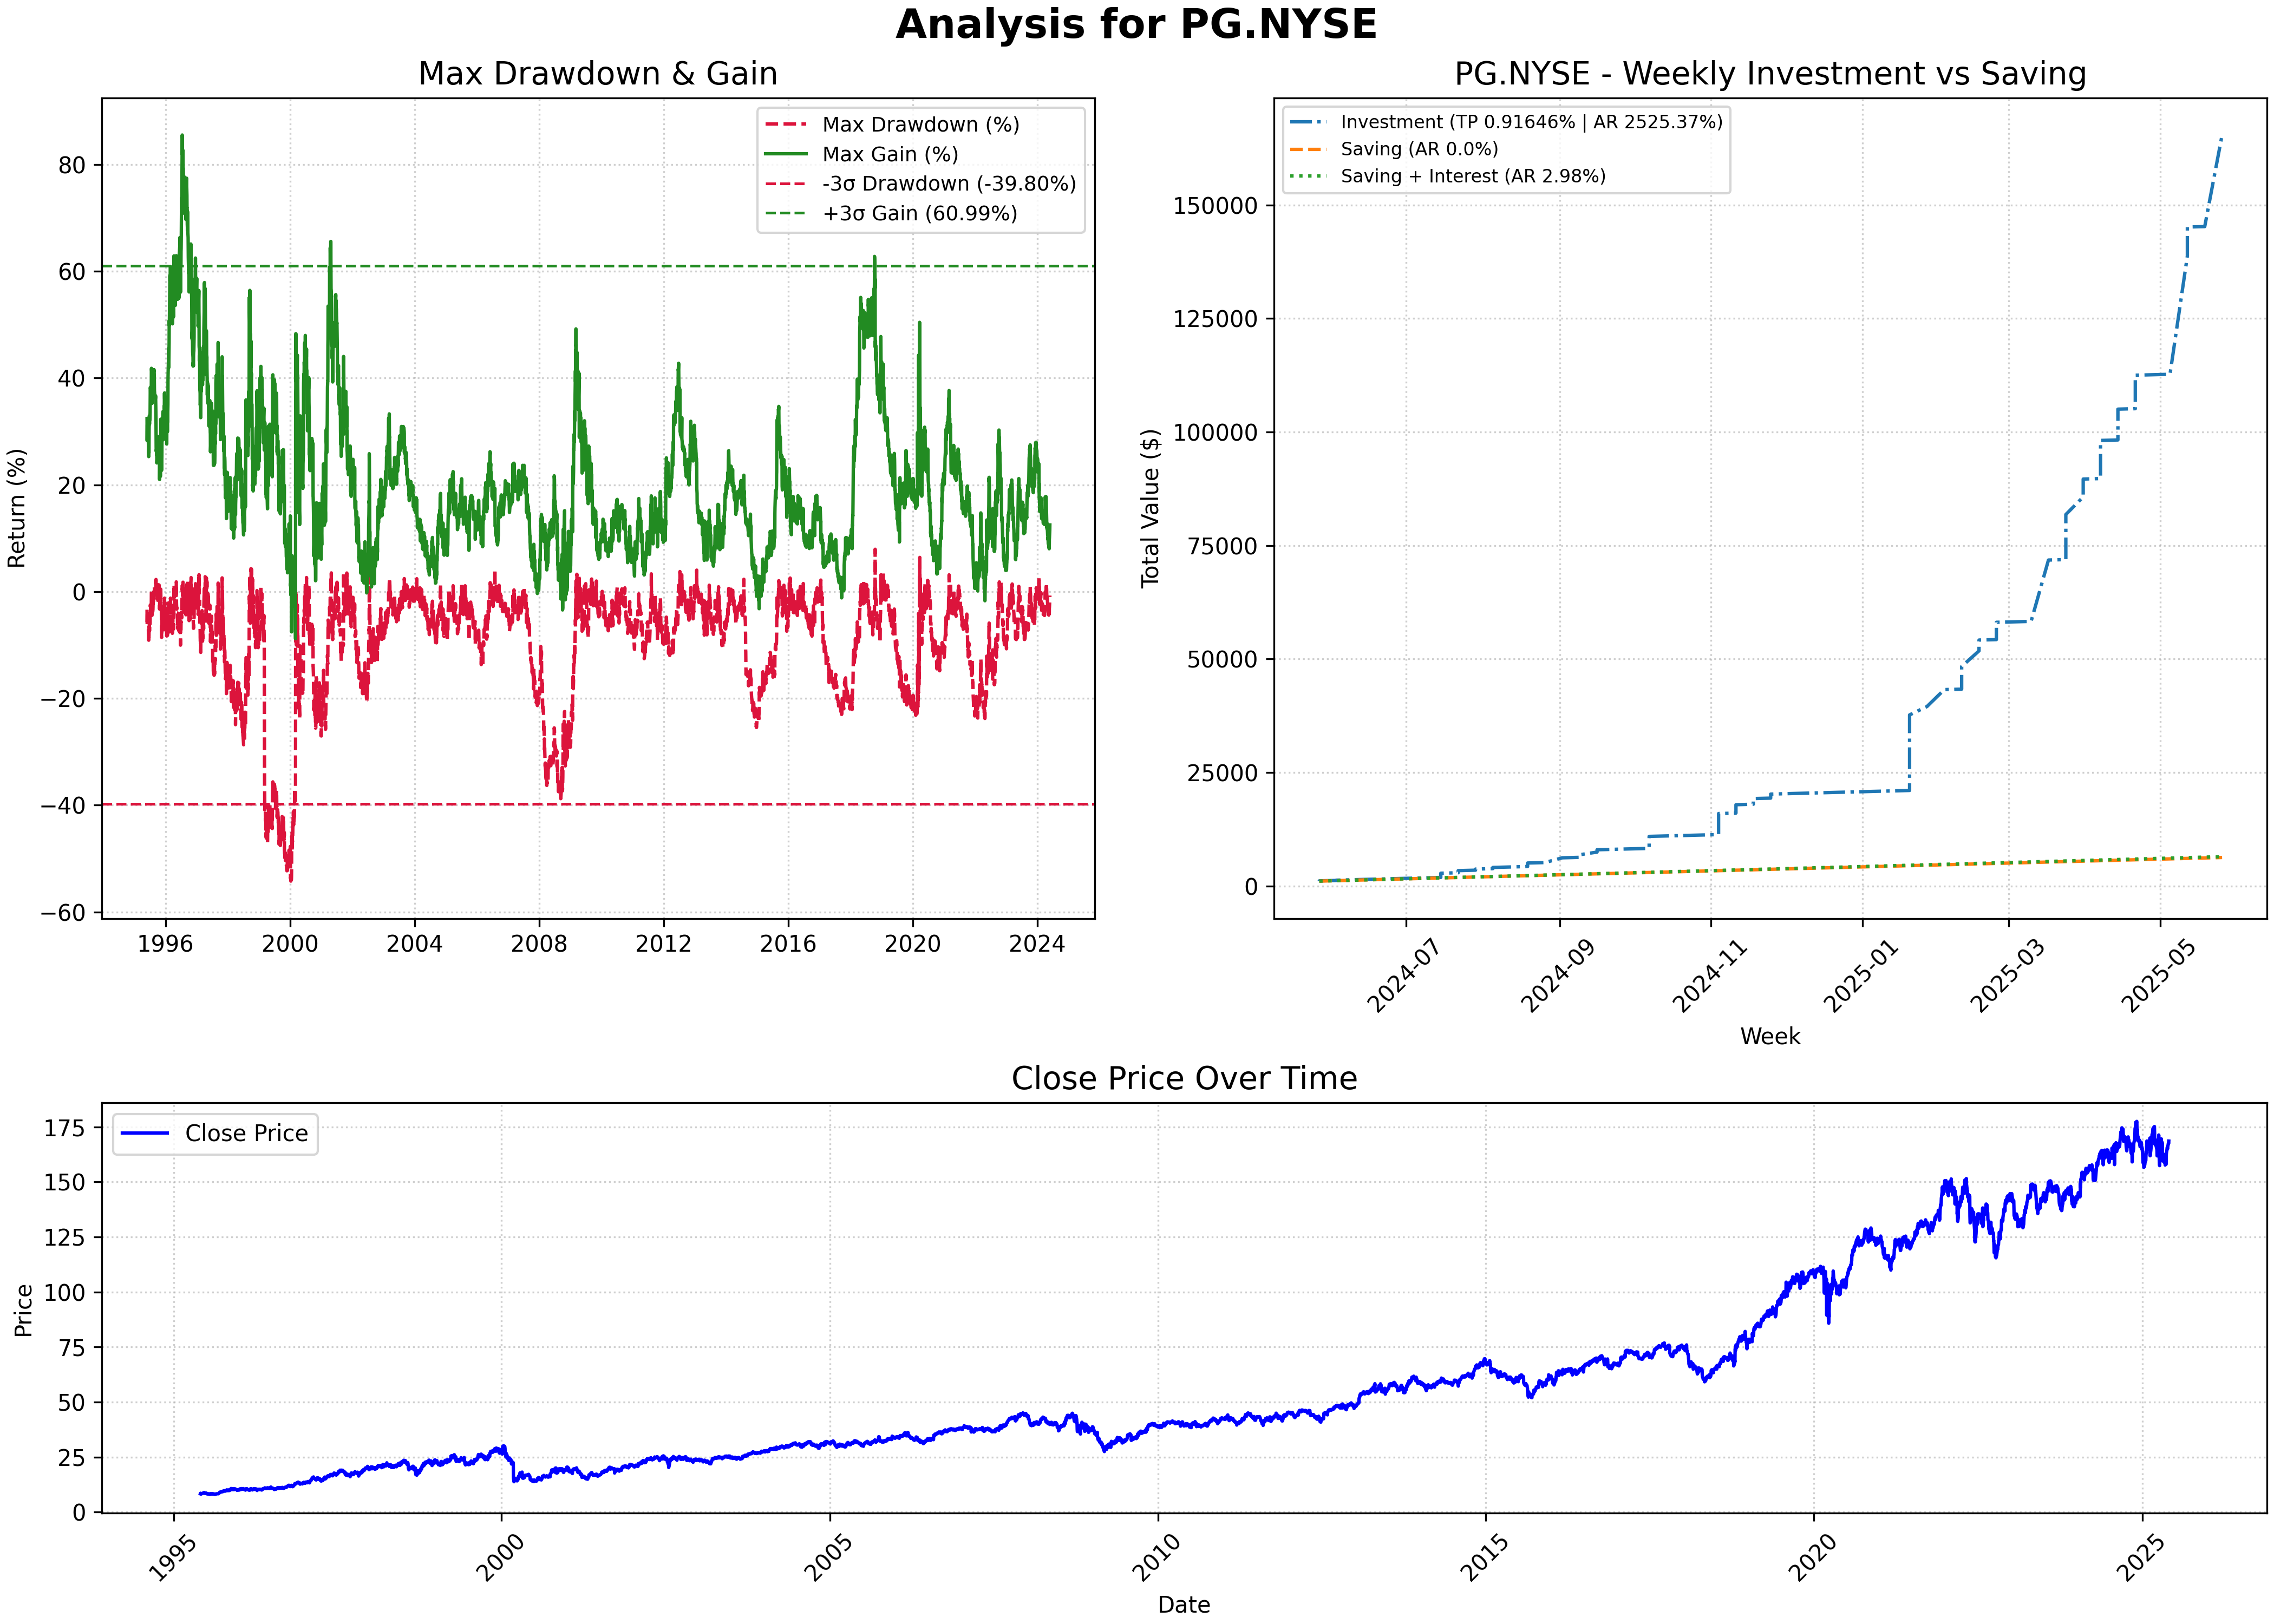 Analysis for PG.NYSE
Max Drawdown & Gain
Max Drawdown (%)
Max Gain (%)
-3σ Drawdown (-39.80%)
+3σ Gain (60.99%)
Return (%)
80
60
40
20
0
−20
−40
−60
1996
2000
2004
2008
2012
2016
2020
2024
PG.NYSE - Weekly Investment vs Saving
Investment (TP 0.91646% | AR 2525.37%)
Saving (AR 0.0%)
Saving + Interest (AR 2.98%)
Total Value ($)
150000
125000
100000
75000
50000
25000
0
2024-07
2024-09
2024-11
2025-01
2025-03
2025-05
Week
Close Price Over Time
Close Price
Price
175
150
125
100
75
50
25
0
1995
2000
2005
2010
2015
2020
2025
Date